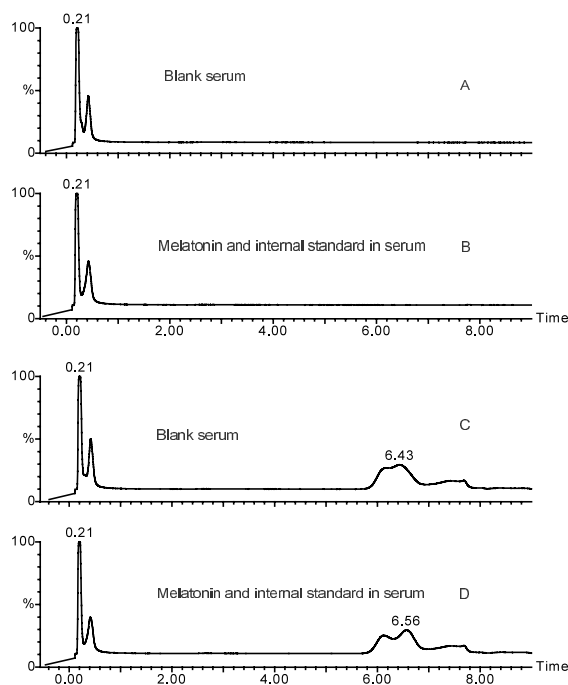 0.21
100
Blank serum
A
%
0
0.21
100
Melatonin and internal standard in serum
B
%
0
0.00 2.00 4.00 6.00 8.00 Time
0.21
100
6.43
C
Blank serum
%
0
0.21
100
Melatonin and internal standard in serum
D
6.56
%
0
0.00 2.00 4.00 6.00 8.00 Time